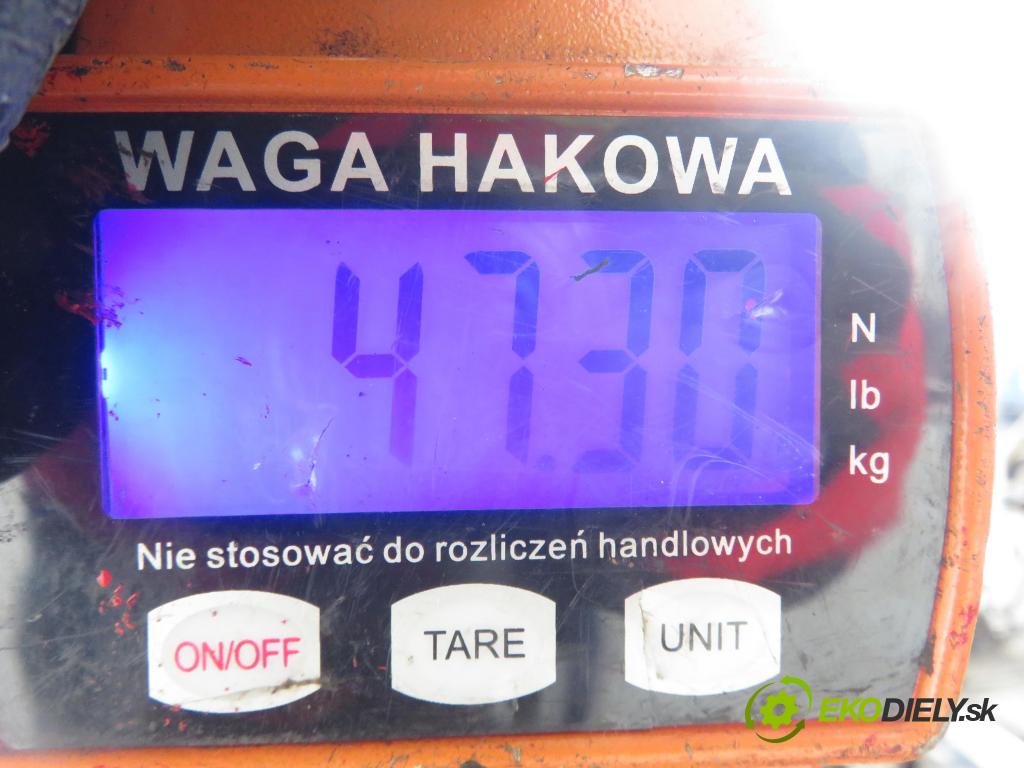 WAGA HAKOWA
47.30
N
lb
kg
Nie stosować do rozliczeń handlowych
ON/OFF
TARE
UNIT
EKODIELY.sk